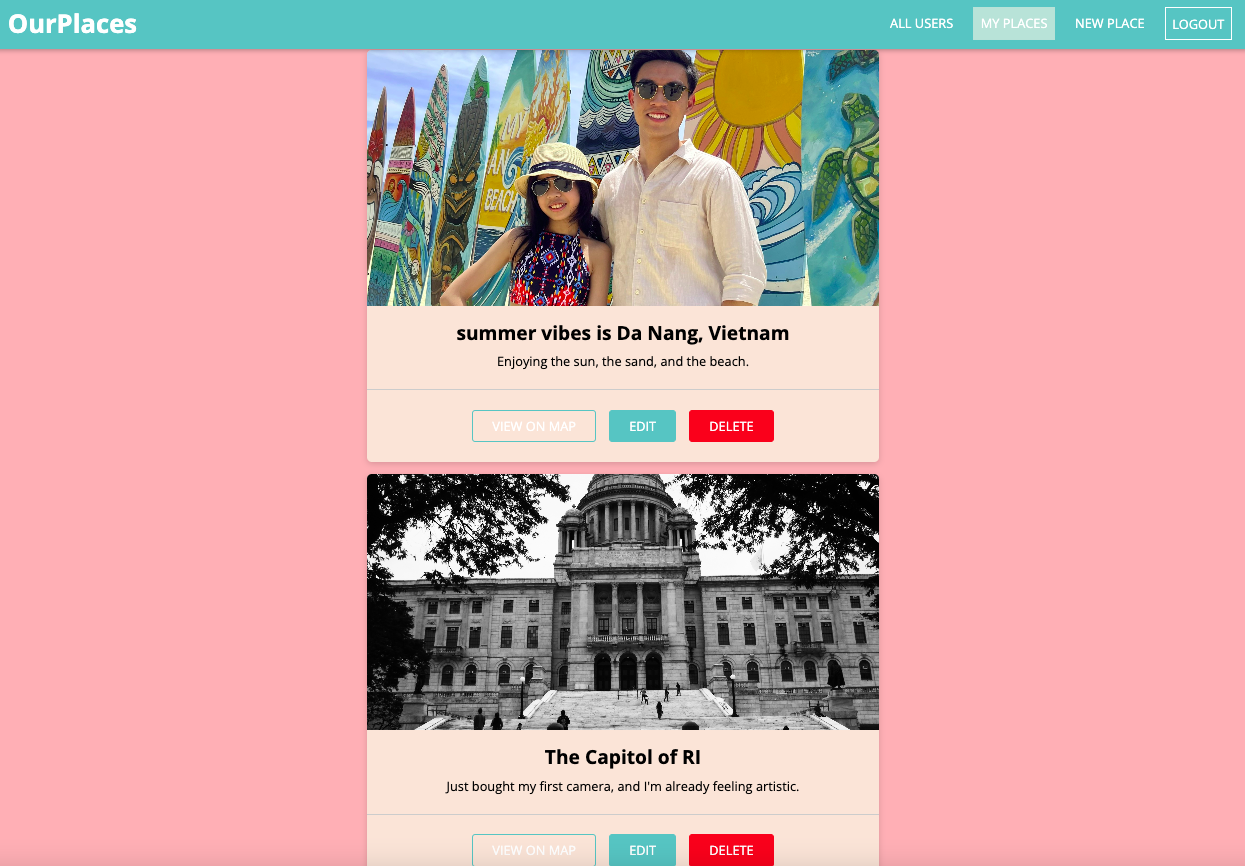 OurPlaces
ALL USERS
MY PLACES
NEW PLACE
LOGOUT
AN
BEACH
summer vibes is Da Nang, Vietnam
Enjoying the sun, the sand, and the beach.
VIEW ON MAP
EDIT
DELETE
The Capitol of RI
Just bought my first camera, and I'm already feeling artistic.
VIEW ON MAP
EDIT
DELETE